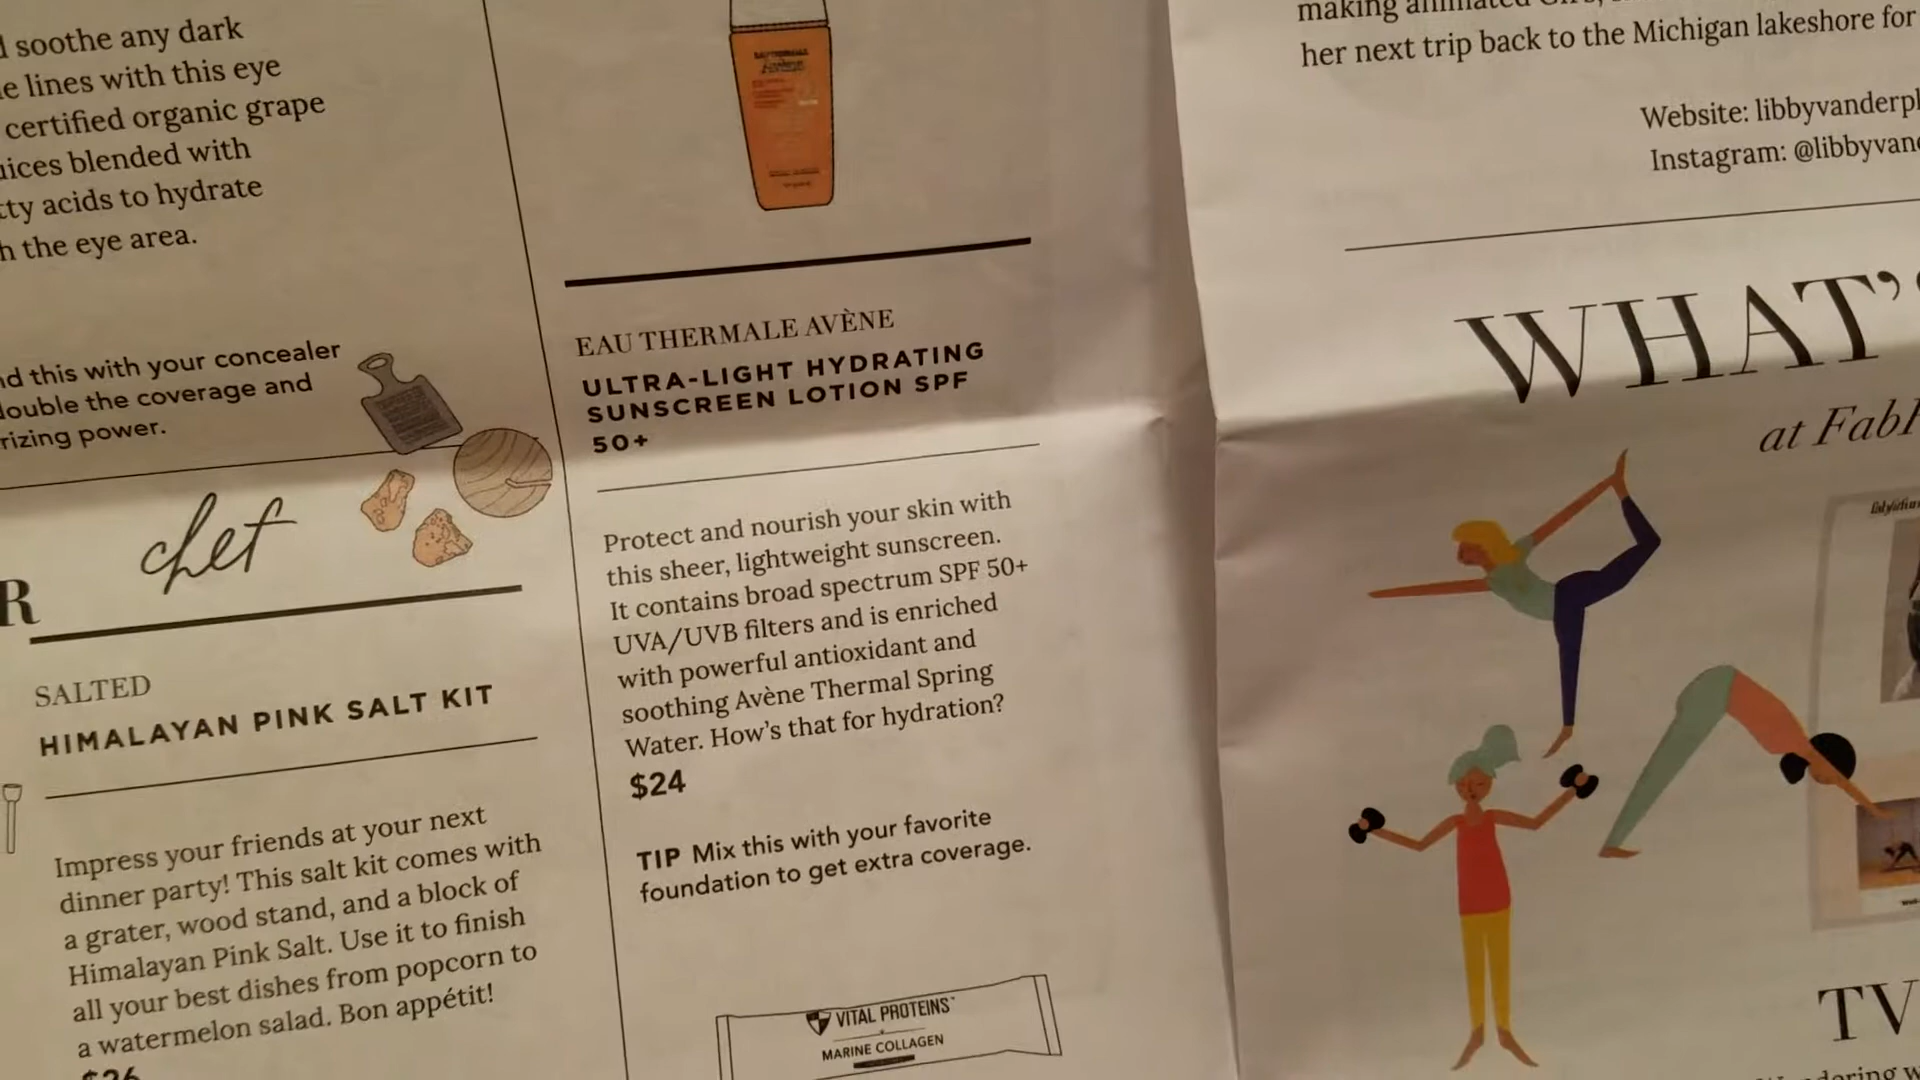 soothe any dark
lines with this eye
certified organic grape
blended with
acids to hydrate
the eye area.
this with your concealer
double the coverage and
power.
chef
R
SALTED
HIMALAYAN PINK SALT KIT
Impress your friends at your next
dinner party! This salt kit comes with
a grater, wood stand, and a block of
Himalayan Pink Salt. Use it to finish
all your best dishes from popcorn to
a watermelon salad. Bon appétit!
EAU THERMALE AVÈNE
ULTRA-LIGHT HYDRATING
SUNSCREEN LOTION SPF
50+
Protect and nourish your skin with
this sheer, lightweight sunscreen.
It contains broad spectrum SPF 50+
UVA/UVB filters and is enriched
with powerful antioxidant and
soothing Avène Thermal Spring
Water. How's that for hydration?
$24
TIP Mix this with your favorite
foundation to get extra coverage.
VITAL PROTEINS
MARINE COLLAGEN
making animated
her next trip back to the Michigan lakeshore for
Website:
Instagram:
WHAT'S
at
TV